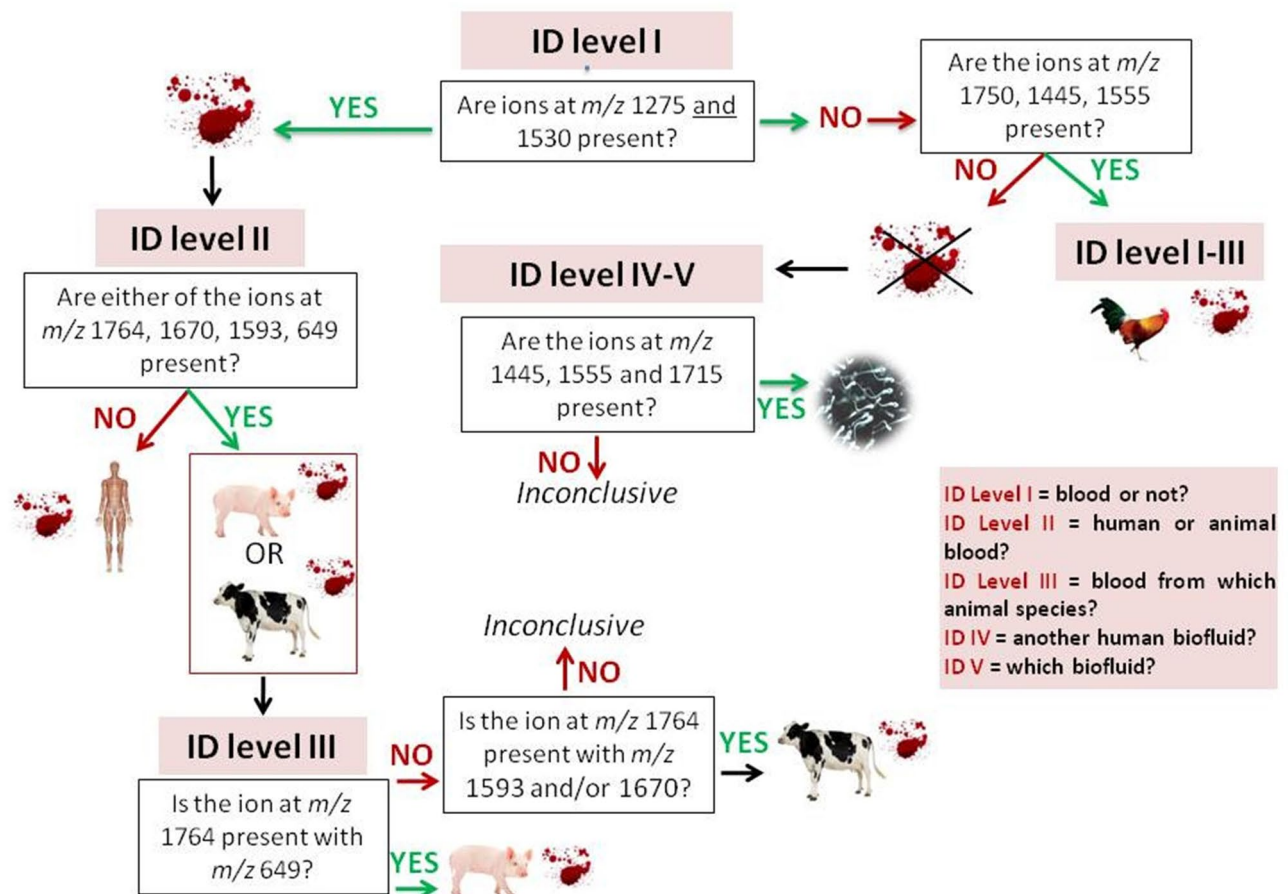 ID level I
Are ions at m/z 1275 and
1530 present?
YES
NO
Are the ions at m/z
1750, 1445, 1555
present?
NO
YES
ID level I-III
ID level II
Are either of the ions at
m/z 1764, 1670, 1593, 649
present?
NO
YES
OR
ID level IV-V
Are the ions at m/z
1445, 1555 and 1715
present?
YES
NO
Inconclusive
ID Level I = blood or not?
ID Level II = human or animal
blood?
ID Level III = blood from which
animal species?
ID IV = another human biofluid?
ID V = which biofluid?
ID level III
Is the ion at m/z
1764 present with
m/z 649?
YES
NO
Is the ion at m/z 1764
present with m/z
1593 and/or 1670?
NO
Inconclusive
YES